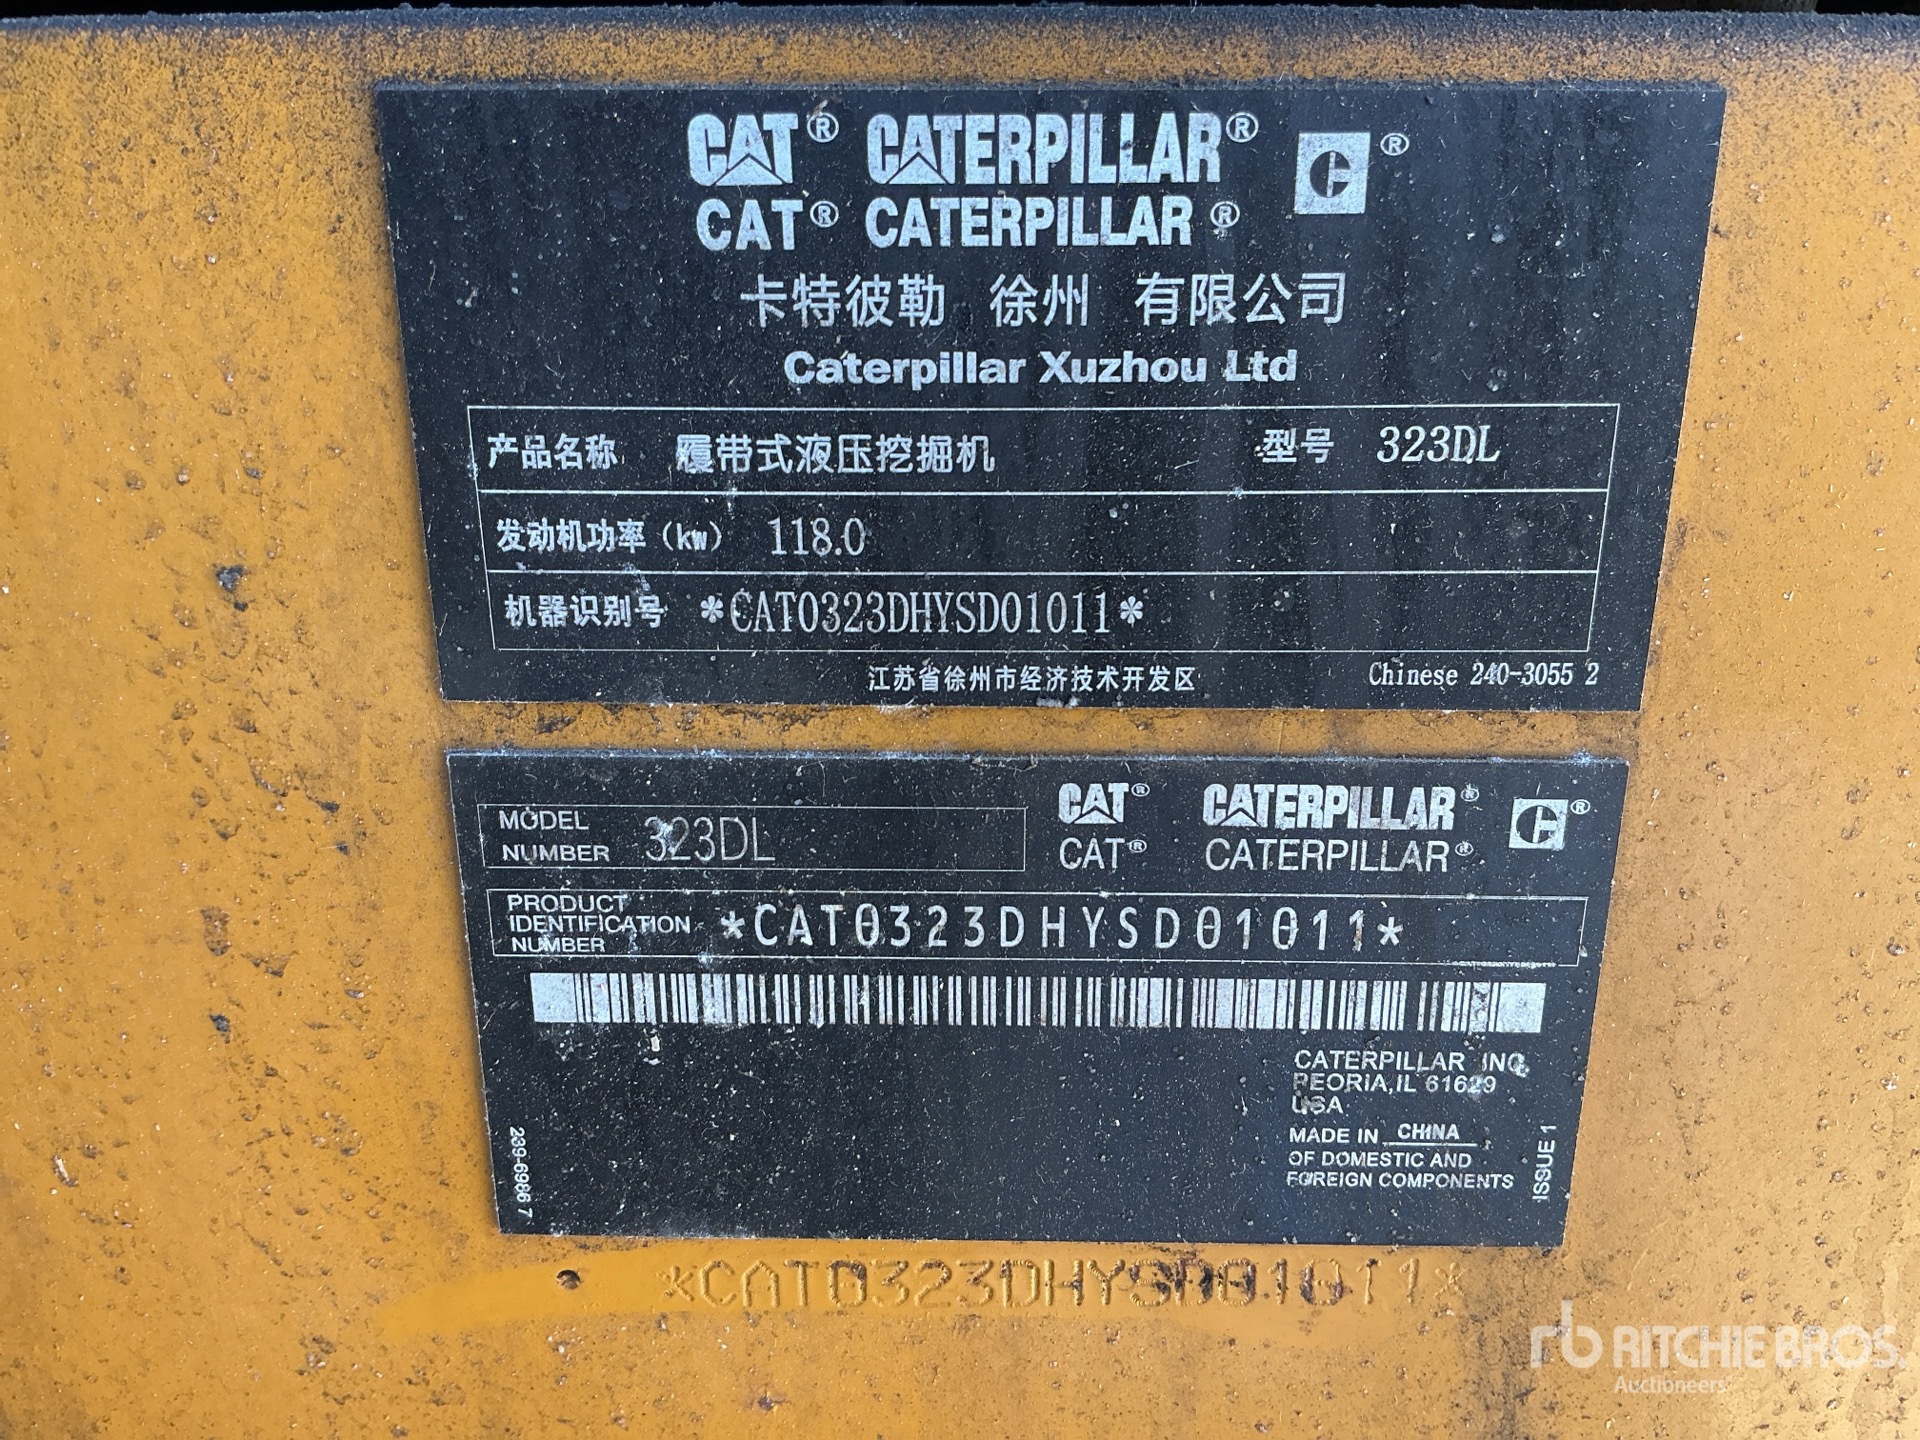 CAT® CATERPILLAR® C®
CAT® CATERPILLAR®
卡特彼勒 徐州 有限公司
Caterpillar Xuzhou Ltd
产品名称 履带式液压挖掘机 型号 323DL
发动机功率（kw） 118.0
机器识别号 *CAT0323DHYSD01011*
江苏省徐州市经济技术开发区 Chinese 240-3055 2
MODEL NUMBER 323DL
CAT® CATERPILLAR® C®
CAT® CATERPILLAR®
PRODUCT IDENTIFICATION NUMBER *CAT0323DHYSD01011*
CATERPILLAR INC.
PEORIA, IL 61629
USA
MADE IN CHINA
OF DOMESTIC AND
FOREIGN COMPONENTS
239-6986 7
ISSUE 1
*CAT0323DHYSD01011*
rb RITCHIE BROS.
Auctioneers